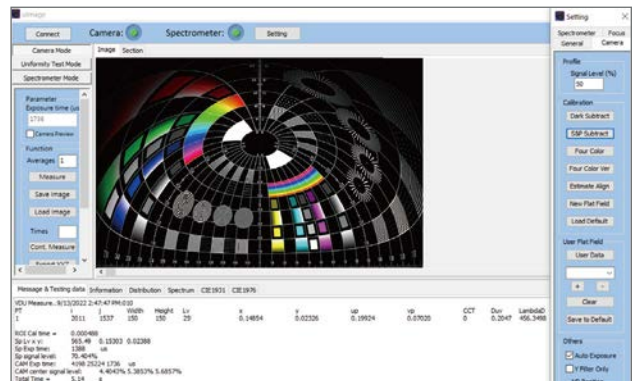 uImage
Connect
Camera:
Spectrometer:
Setting
Camera Mode
Uniformity Test Mode
Spectrometer Mode
Image Section
Parameter
Exposure time (us
1736
Camera Preview
Function
Averages 1
Measure
Save Image
Load Image
Times
Cont. Measure
Message & Testing data Information Distribution Spectrum CIE1931 CIE1976
VDU Measure.. 9/13/2022 2:47:47 PM:010
PT i j Width Height Lv x y up vp CCT Duv LambdaD
1 2011 1537 150 150 29 0.14854 0.02326 0.19924 0.07020 0 0.2047 456.3498
ROI Cal time = 0.000488
Sp Lv x y: 565.49 0.15303 0.02388
Sp Exp time: 1388 us
Sp signal level: 70.404%
CAM Exp time: 4198 25224 1736 us
CAM center signal level: 4.4043% 5.3853% 5.6857%
Total Time = 5.14 s
Setting
Spectrometer Focus
General Camera
Profile
Signal Level (%)
50
Calibration
Dark Subtract
S&P Subtract
Four Color
Four Color Ver
Estimate Align
New Flat Field
Load Default
User Flat Field
User Data
+ -
Clear
Save to Default
Others
Auto Exposure
Y Filter Only